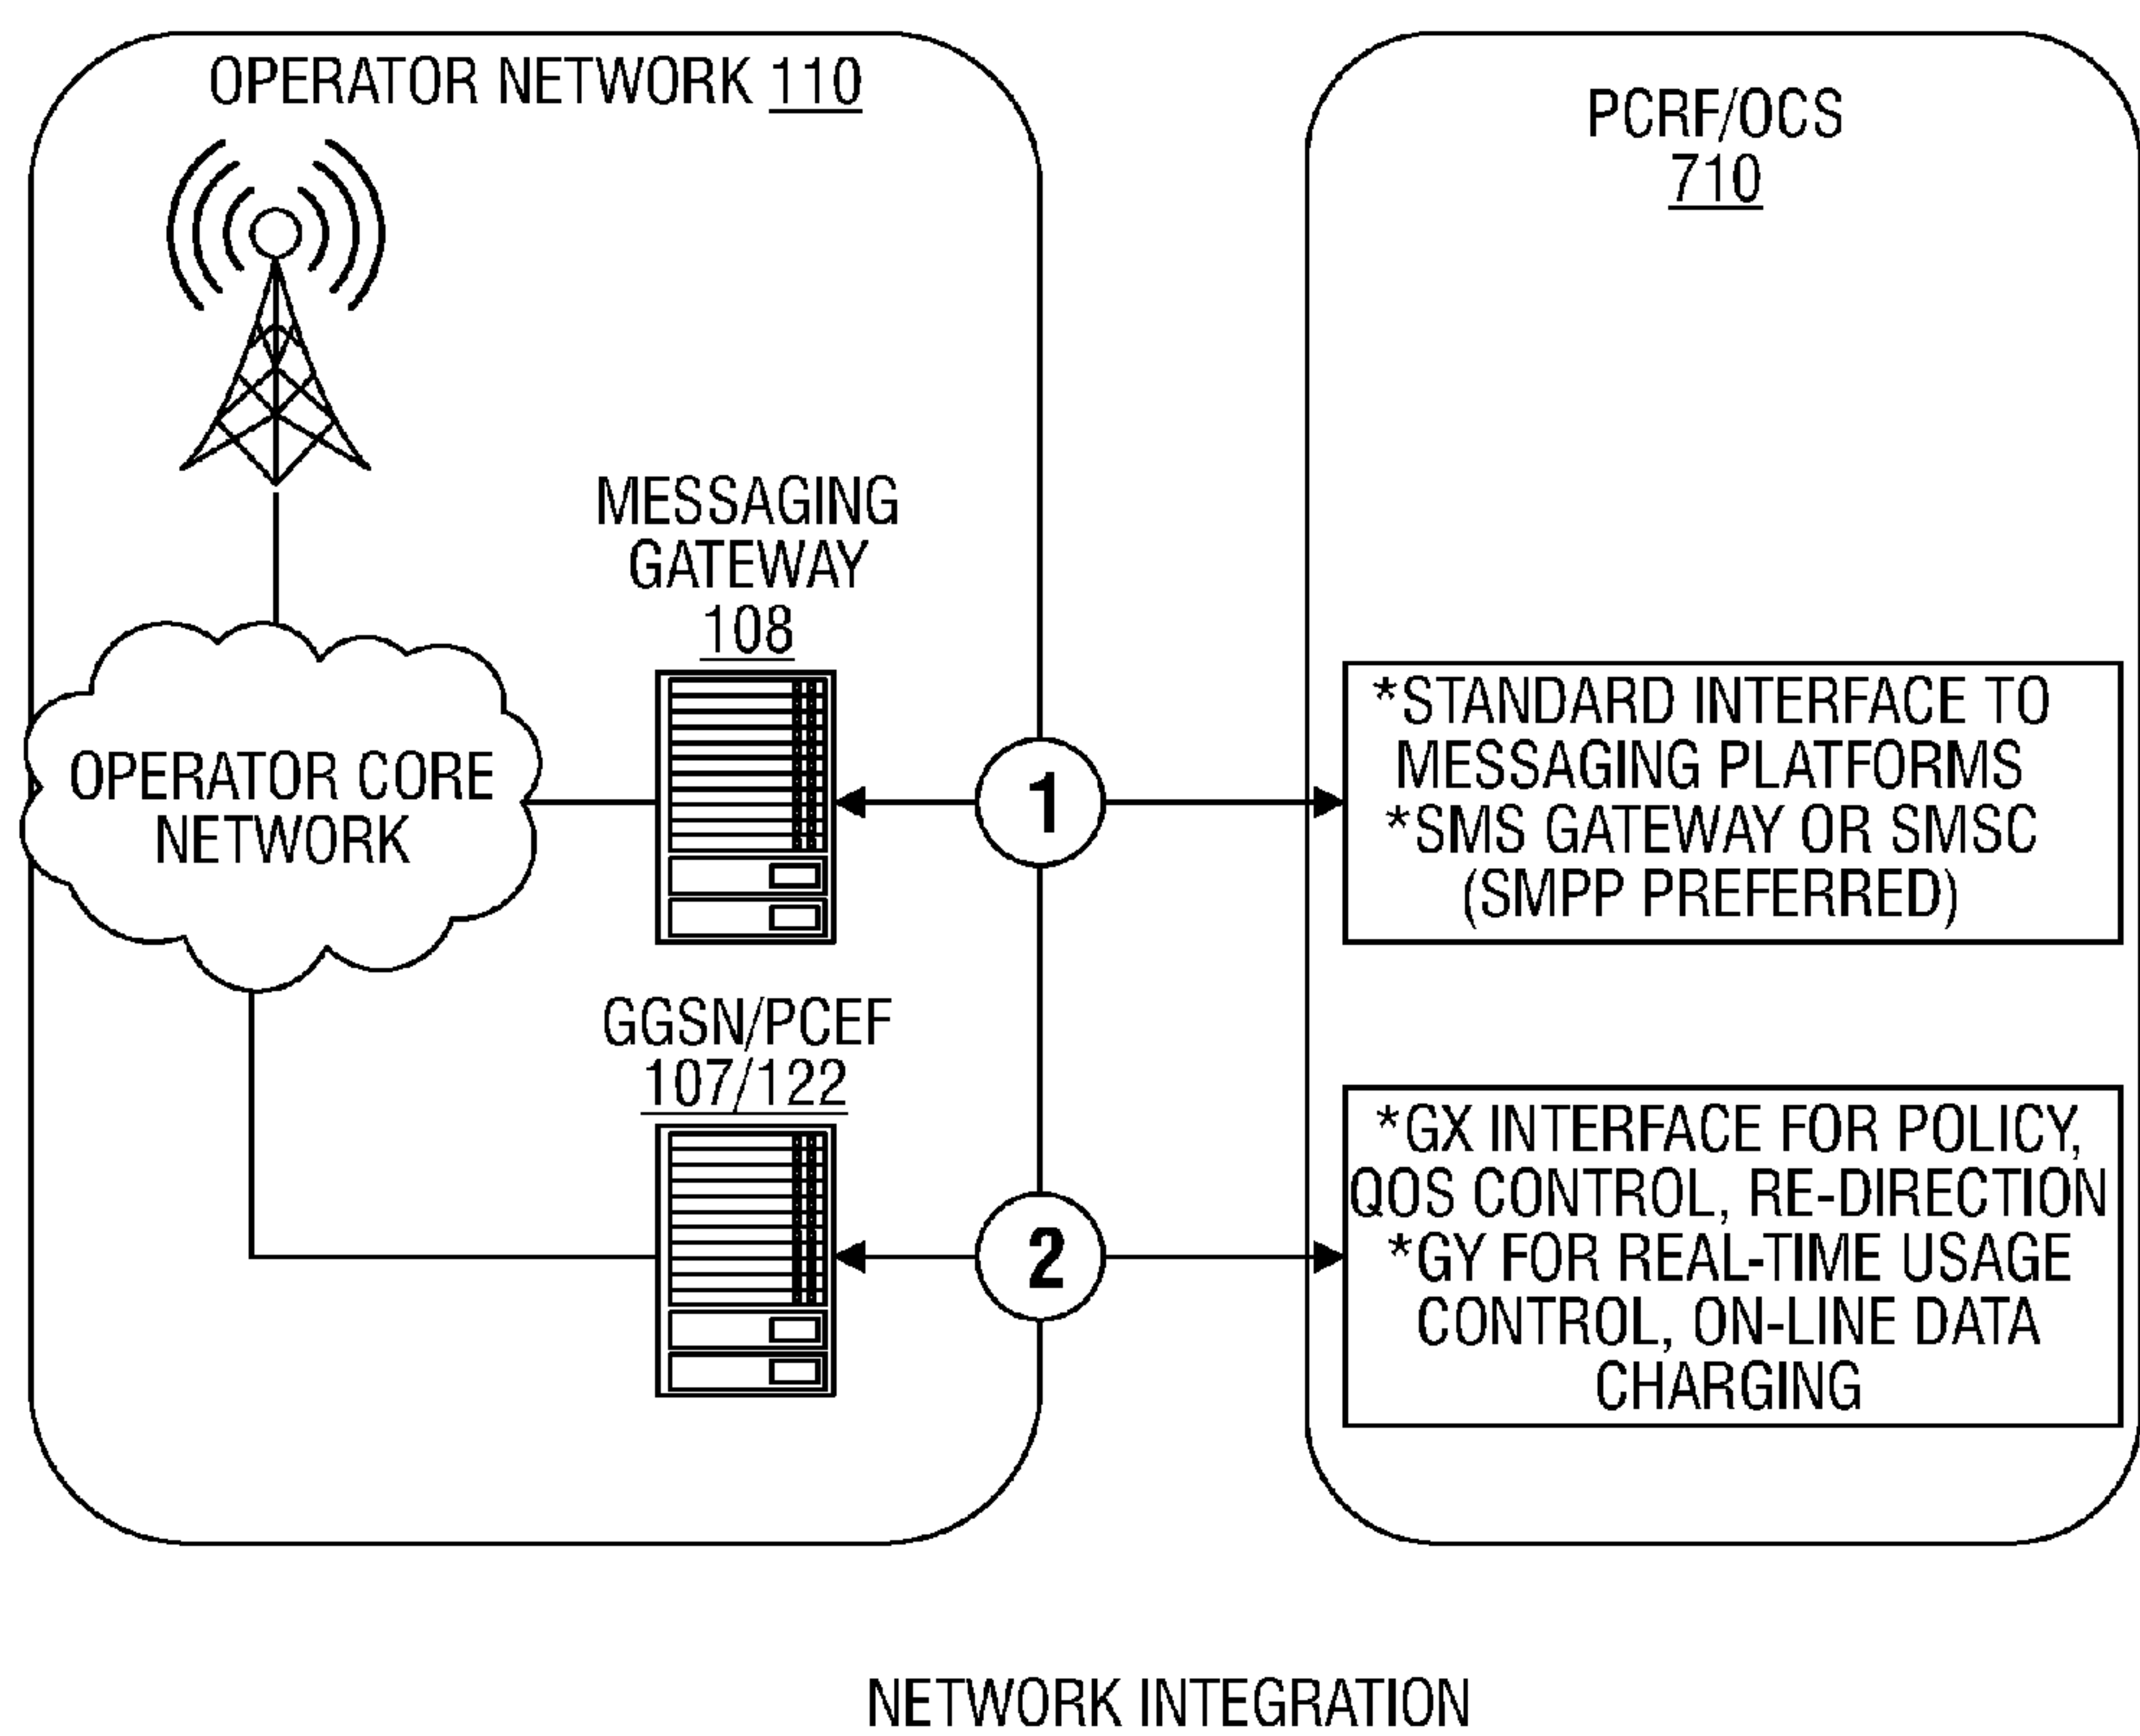 OPERATOR NETWORK 110
PCRF/OCS
710
MESSAGING
GATEWAY
108
OPERATOR CORE
NETWORK
1
*STANDARD INTERFACE TO
MESSAGING PLATFORMS
*SMS GATEWAY OR SMSC
(SMPP PREFERRED)
GGSN/PCEF
107/122
2
*GX INTERFACE FOR POLICY,
QOS CONTROL, RE-DIRECTION
*GY FOR REAL-TIME USAGE
CONTROL, ON-LINE DATA
CHARGING
NETWORK INTEGRATION